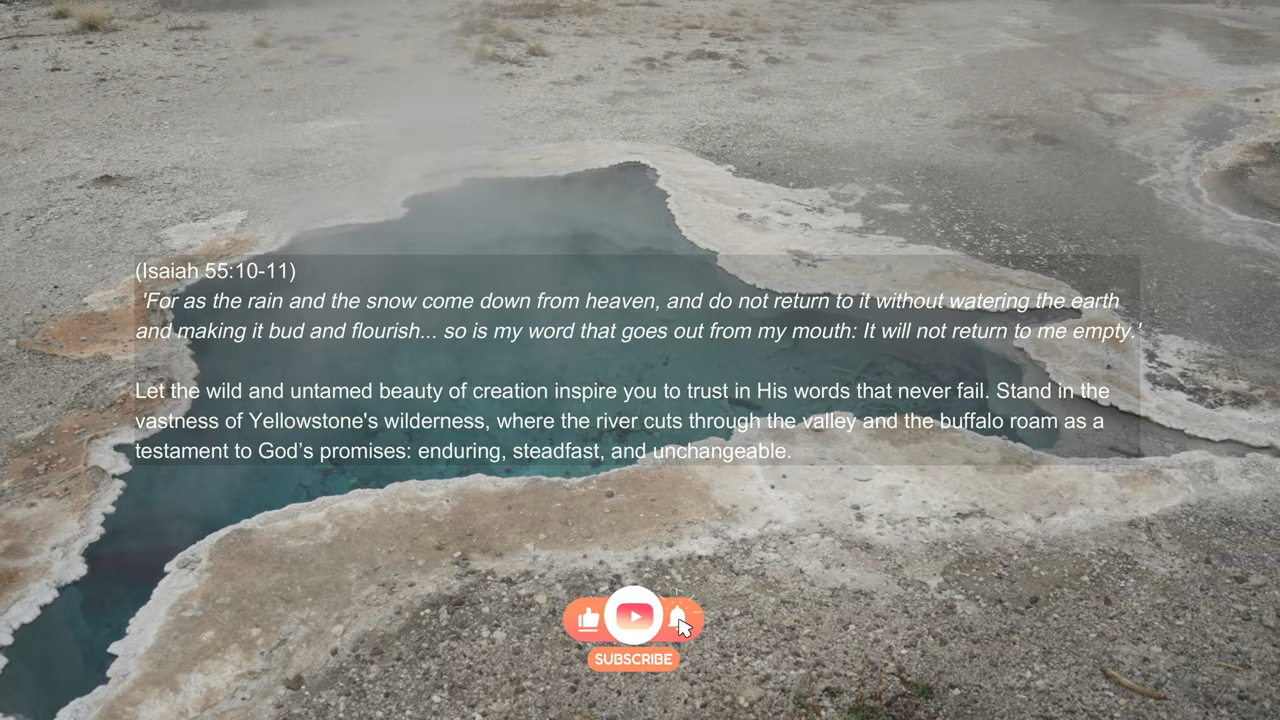 (Isaiah 55:10-11)
'For as the rain and the snow come down from heaven, and do not return to it without watering the earth
and making it bud and flourish... so is my word that goes out from my mouth: It will not return to me empty.'
Let the wild and untamed beauty of creation inspire you to trust in His words that never fail. Stand in the
vastness of Yellowstone's wilderness, where the river cuts through the valley and the buffalo roam as a
testament to God’s promises: enduring, steadfast, and unchangeable.
SUBSCRIBE